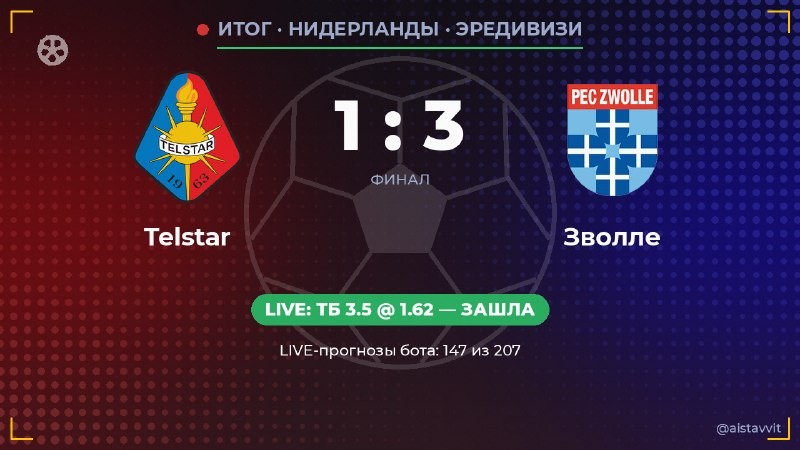 ИТОГ · НИДЕРЛАНДЫ · ЭРЕДИВИЗИ
TELSTAR
19 63
PEC ZWOLLE
1 : 3
ФИНАЛ
Telstar
Зволле
LIVE: ТБ 3.5 @ 1.62 — ЗАШЛА
LIVE-прогнозы бота: 147 из 207
@aistavvit